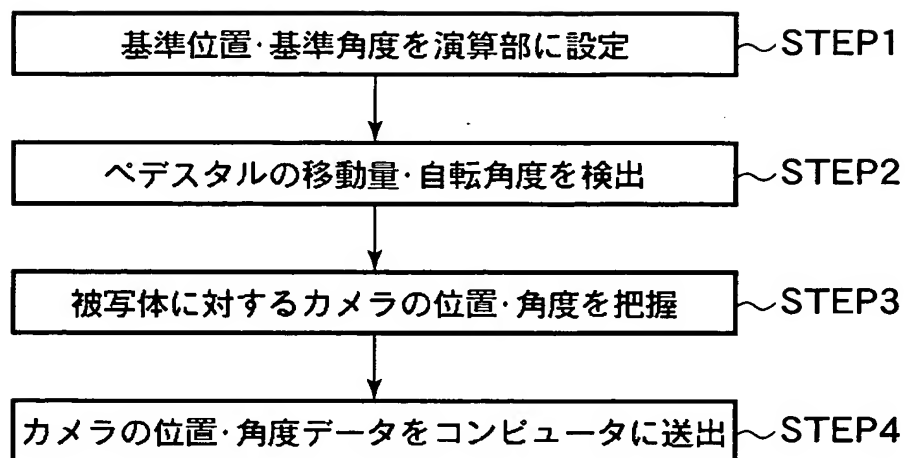 基準位置·基準角度を演算部に設定 ~STEP1
ペデスタルの移動量·自転角度を検出 ~STEP2
被写体に対するカメラの位置·角度を把握 ~STEP3
カメラの位置·角度データをコンピュータに送出 ~STEP4